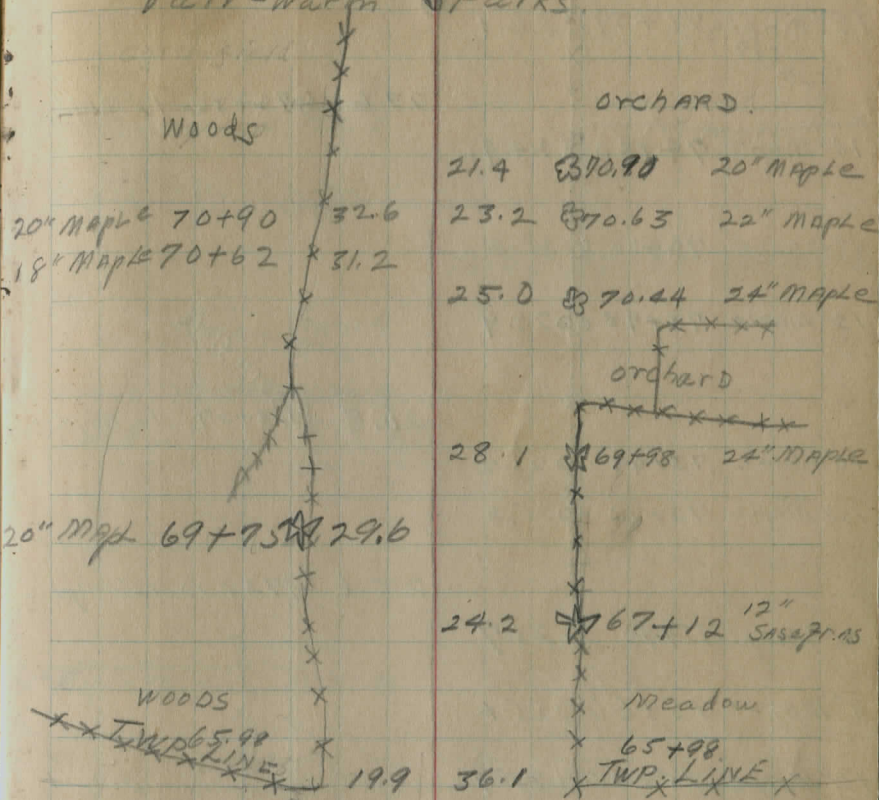 Parks.
orchARD.
Woods
21.4 70.90 20" MAPLE
20" MAPLE 70+90 32.6
23.2 70.63 22" MAPLE
18" MAPLE 70+62 31.2
25.0 70.44 24" MAPLE
orcharD
28.1 69+98 24" MAPLE
20" MAPL 69+75 29.6
24.2 67+12 12"
WOODS
Meadow
TWP 65.98
LINE
65+98
19.9
36.1 TWP. LINE